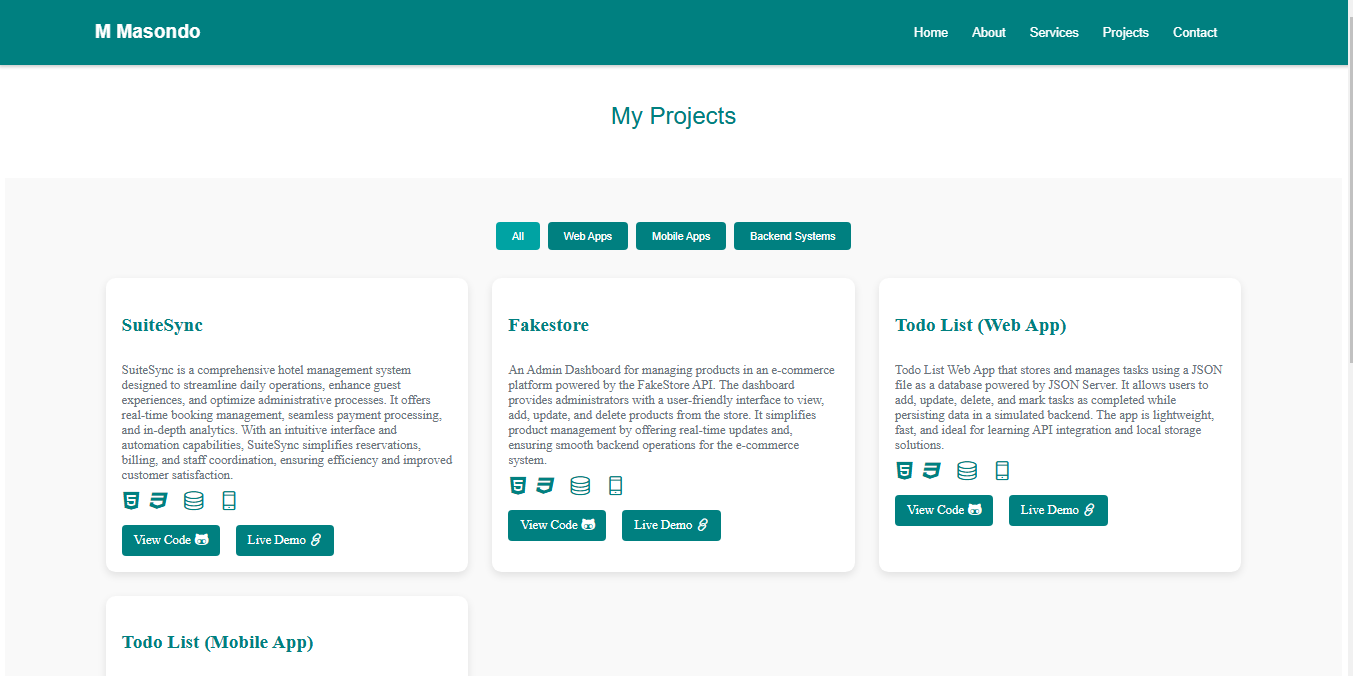 M Masondo
Home About Services Projects Contact
My Projects
All Web Apps Mobile Apps Backend Systems
SuiteSync
SuiteSync is a comprehensive hotel management system
designed to streamline daily operations, enhance guest
experiences, and optimize administrative processes. It offers
real-time booking management, seamless payment processing,
and in-depth analytics. With an intuitive interface and
automation capabilities, SuiteSync simplifies reservations,
billing, and staff coordination, ensuring efficiency and improved
customer satisfaction.
View Code Live Demo
Fakestore
An Admin Dashboard for managing products in an e-commerce
platform powered by the FakeStore API. The dashboard
provides administrators with a user-friendly interface to view,
add, update, and delete products from the store. It simplifies
product management by offering real-time updates and,
ensuring smooth backend operations for the e-commerce
system.
View Code Live Demo
Todo List (Web App)
Todo List Web App that stores and manages tasks using a JSON
file as a database powered by JSON Server. It allows users to
add, update, delete, and mark tasks as completed while
persisting data in a simulated backend. The app is lightweight,
fast, and ideal for learning API integration and local storage
solutions.
View Code Live Demo
Todo List (Mobile App)